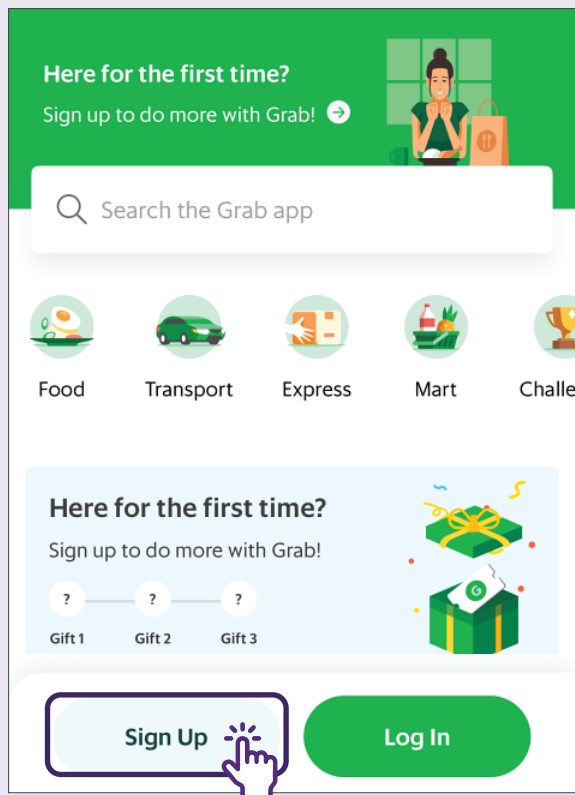 Here for the first time?
Sign up to do more with Grab!
Search the Grab app
Food Transport Express Mart Challe
Here for the first time?
Sign up to do more with Grab!
? ? ?
Gift 1 Gift 2 Gift 3
Sign Up Log In